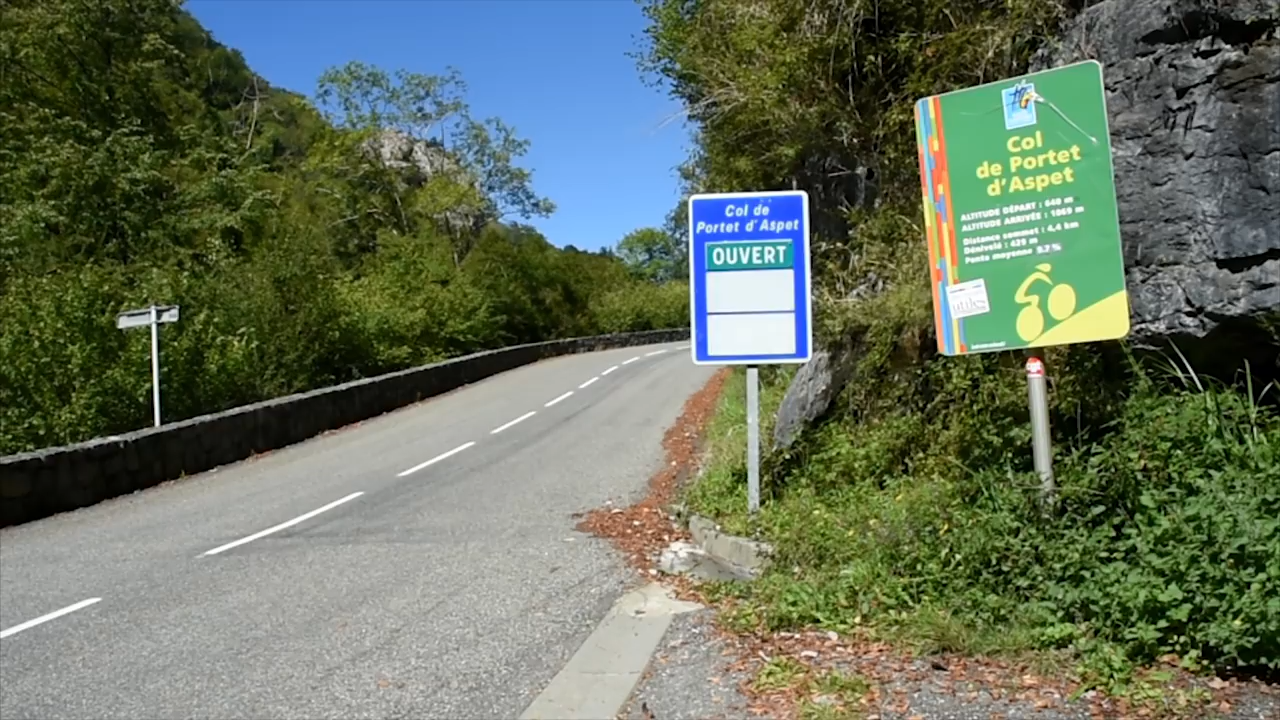 Col de
Portet d'Aspet
OUVERT
Col
de Portet
d'Aspet
ALTITUDE DÉPART : 640 m
ALTITUDE ARRIVÉE : 1069 m
Distance sommet : 4,4 km
Dénivelé : 429 m
Pente moyenne 9.7 %
utiles